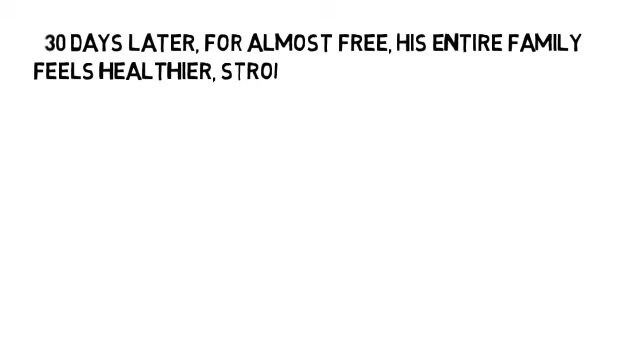 30 DAYS LATER, FOR ALMOST FREE, HIS ENTIRE FAMILY
FEELS HEALTHIER,